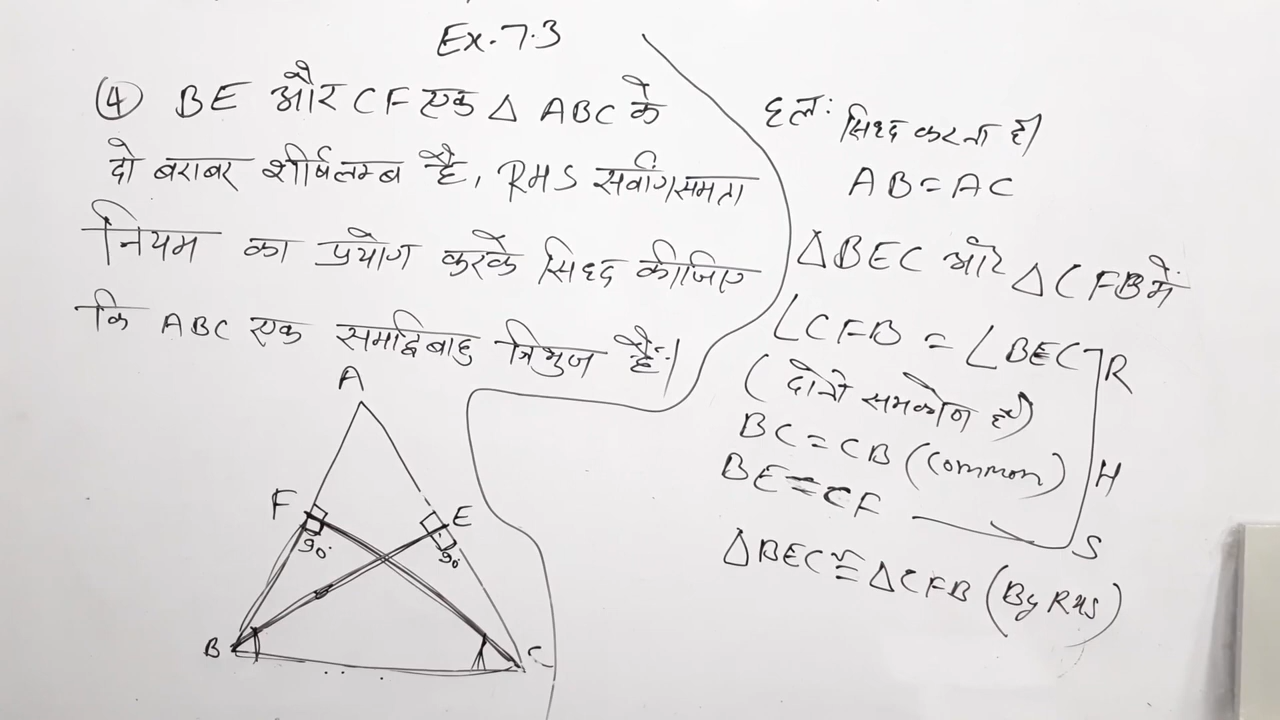 Ex. 7.3
④ BE और CF एक △ ABC के
दो बराबर शीर्षलम्ब है, RHS सर्वांगसमता
नियम का प्रयोग करके सिध्द कीजिए
कि ABC एक समद्विबाहु त्रिभुज है।
A
F
E
90°
90°
B
C
हल: सिध्द करना है।
AB = AC
△BEC और △CFB में
∠CFB = ∠BEC R
(दोनो समकोण है)
BC = CB (Common) H
BE = CF S
△BEC ≅ △CFB (By RHS)